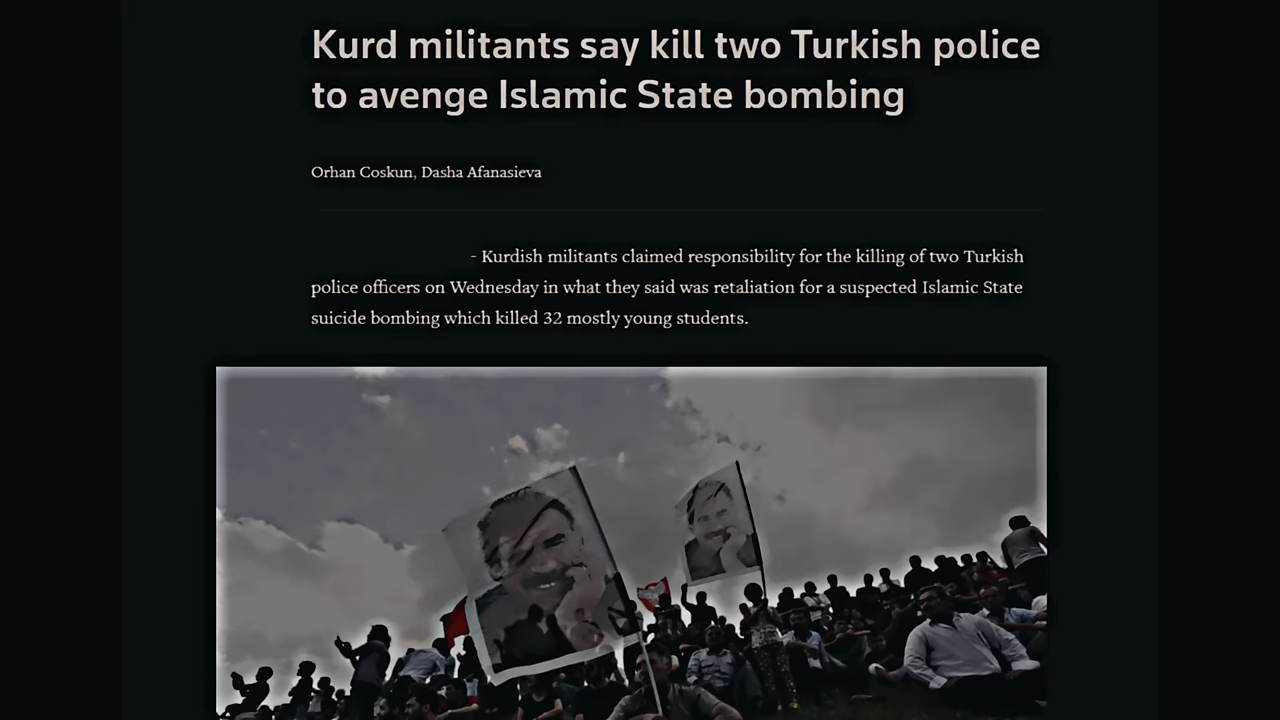 Kurd militants say kill two Turkish police
to avenge Islamic State bombing
Orhan Coskun, Dasha Afanasieva
- Kurdish militants claimed responsibility for the killing of two Turkish
police officers on Wednesday in what they said was retaliation for a suspected Islamic State
suicide bombing which killed 32 mostly young students.